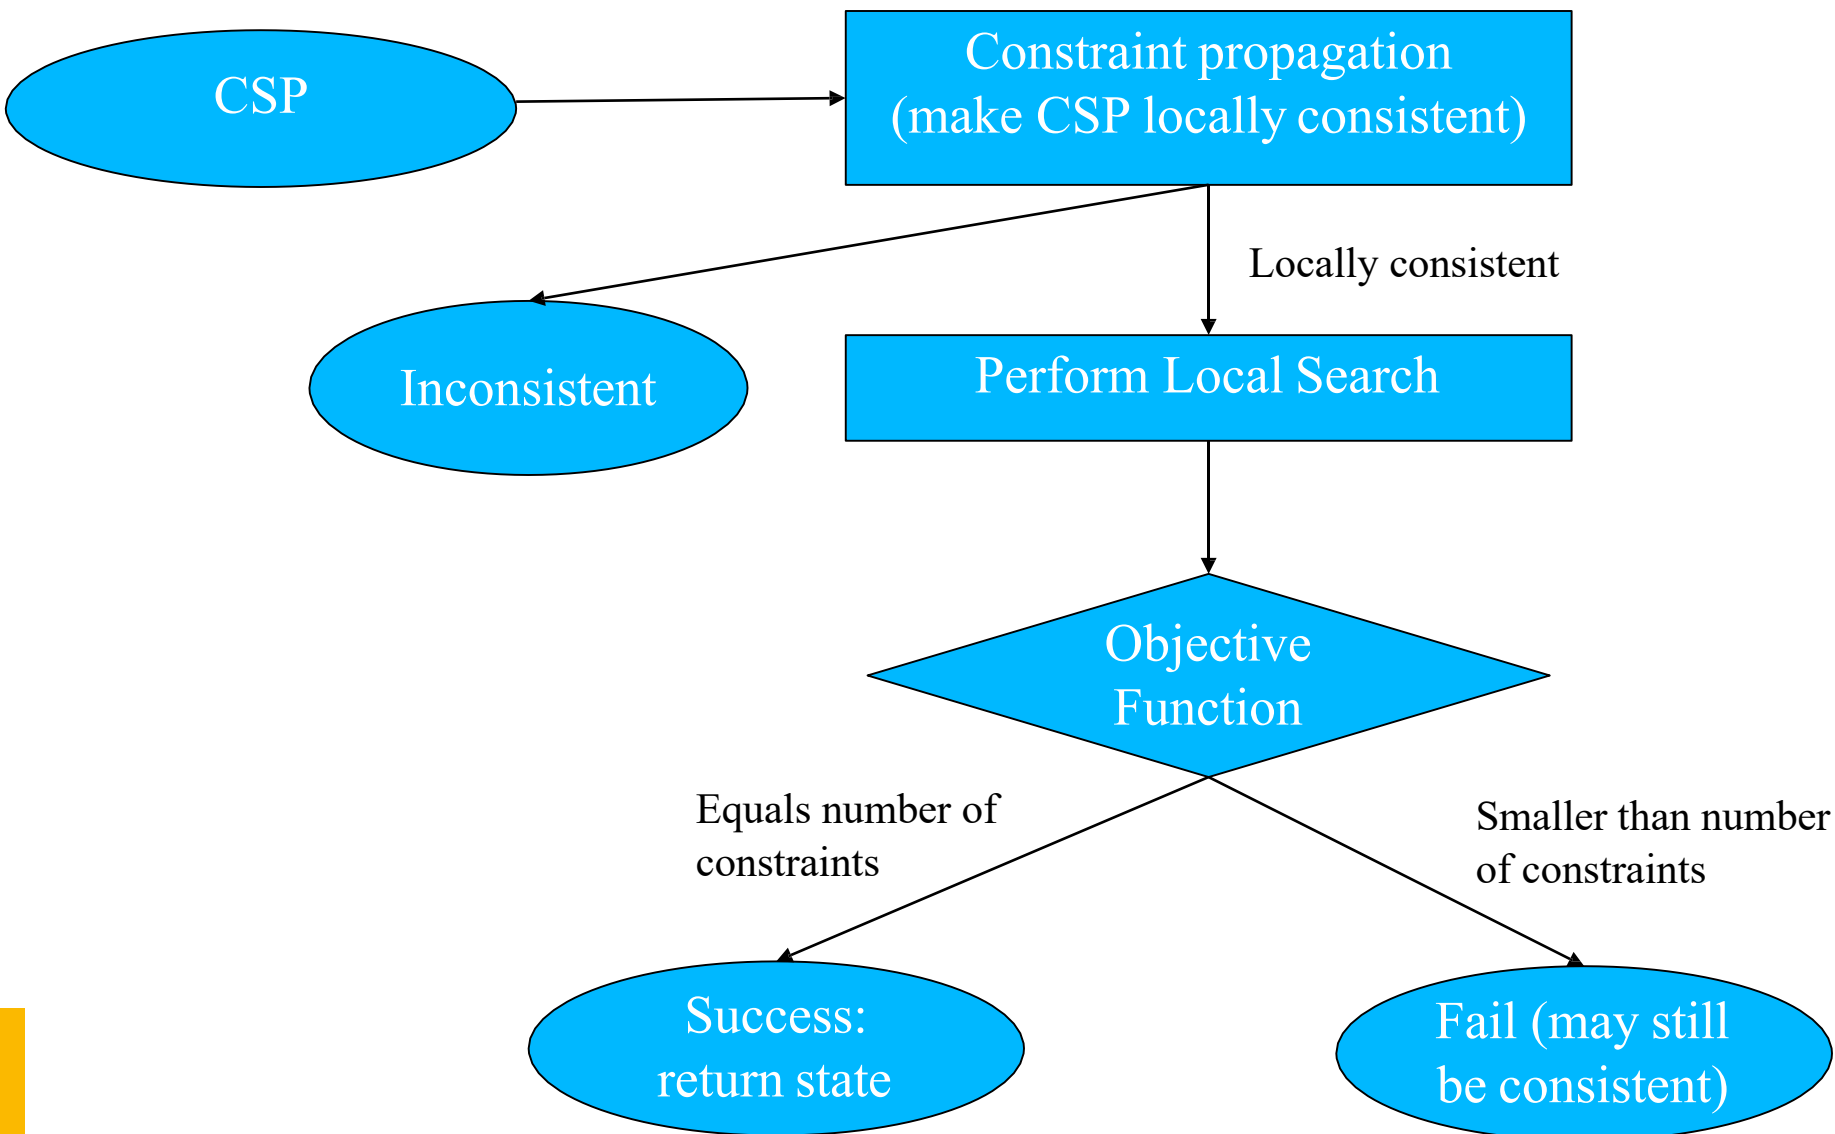 CSP
Constraint propagation
(make CSP locally consistent)
Locally consistent
Inconsistent
Perform Local Search
Objective
Function
Equals number of
constraints
Smaller than number
of constraints
Success:
return state
Fail (may still
be consistent)